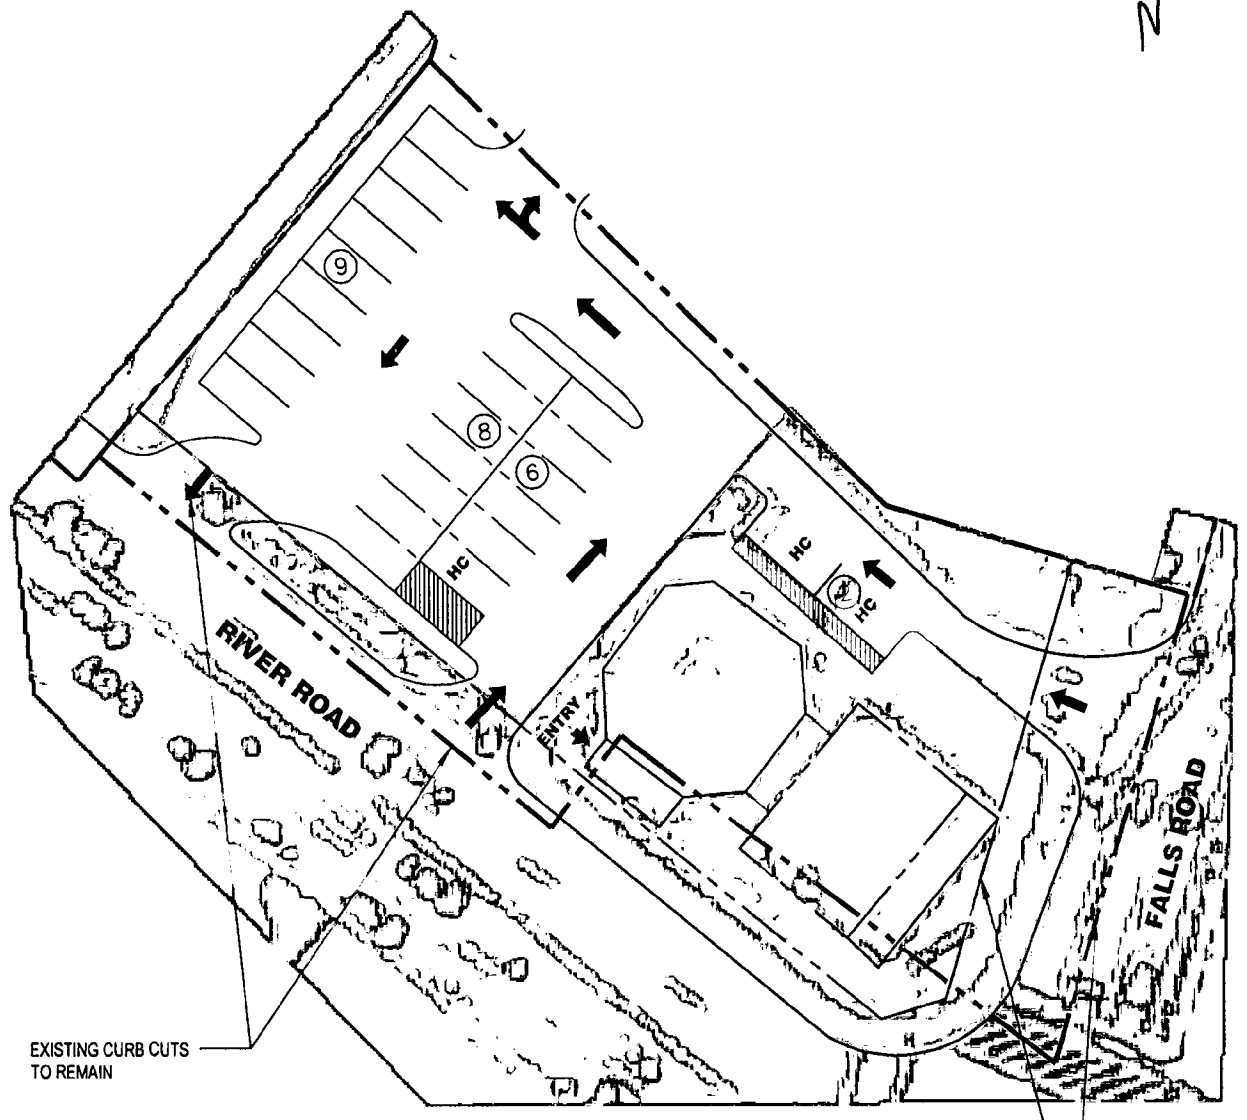 N
9
8
6
HC
HC
HC
RIVER ROAD
ENTRY
FALLS ROAD
EXISTING CURB CUTS
TO REMAIN